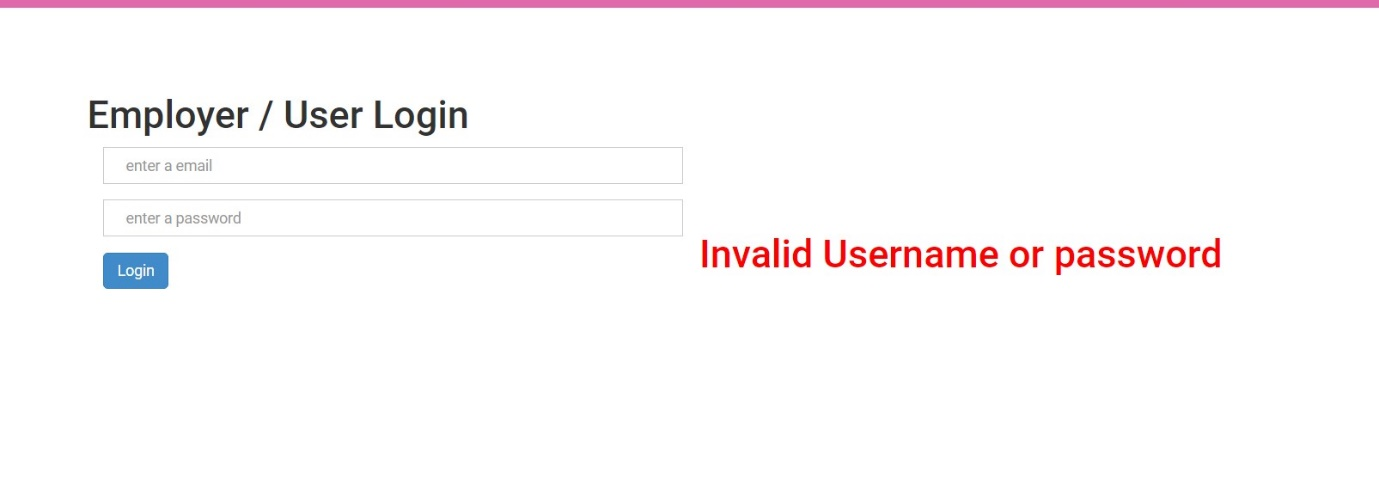 Employer / User Login
enter a email
enter a password
Invalid Username or password
Login